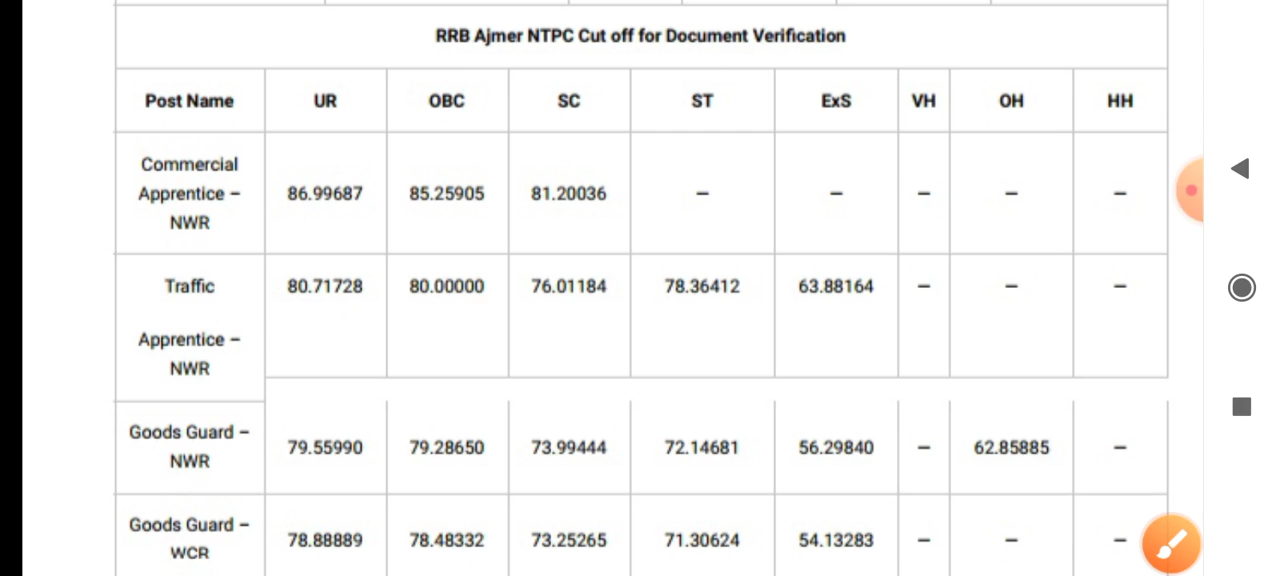 RRB Ajmer NTPC Cut off for Document Verification
Post Name UR OBC SC ST ExS VH OH HH
Commercial
Apprentice – 86.99687 85.25905 81.20036 – – – – –
NWR
Traffic 80.71728 80.00000 76.01184 78.36412 63.88164 – – –
Apprentice –
NWR
Goods Guard –
NWR 79.55990 79.28650 73.99444 72.14681 56.29840 – 62.85885 –
Goods Guard –
WCR 78.88889 78.48332 73.25265 71.30624 54.13283 – – –